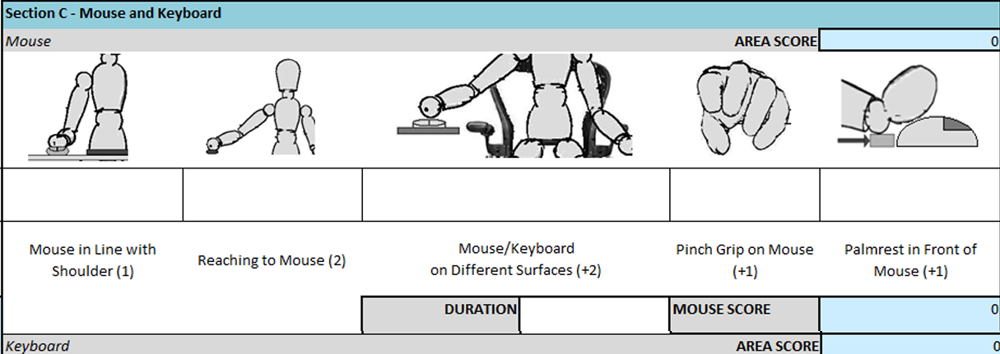 Section C - Mouse and Keyboard
Mouse AREA SCORE 0
Mouse in Line with
Shoulder (1)
Reaching to Mouse (2)
Mouse/Keyboard
on Different Surfaces (+2)
Pinch Grip on Mouse
(+1)
Palmrest in Front of
Mouse (+1)
DURATION MOUSE SCORE 0
Keyboard AREA SCORE 0